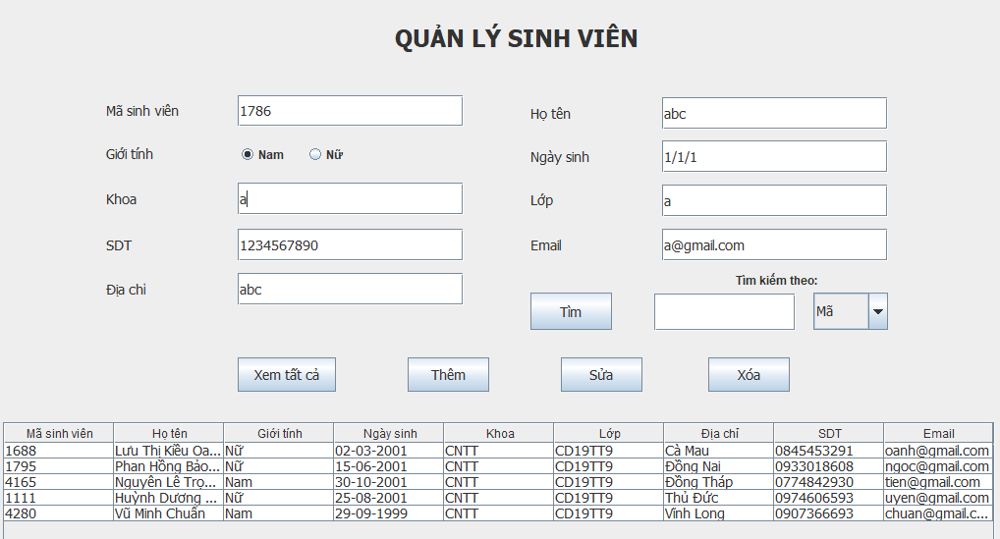 QUẢN LÝ SINH VIÊN
Mã sinh viên 1786 Họ tên abc
Giới tính Nam Nữ Ngày sinh 1/1/1
Khoa a Lớp a
SDT 1234567890 Email a@gmail.com
Địa chỉ abc Tìm kiếm theo:
Tìm Mã
Xem tất cả Thêm Sửa Xóa
Mã sinh viên Họ tên Giới tính Ngày sinh Khoa Lớp Địa chỉ SDT Email
1688 Lưu Thị Kiều Oa... Nữ 02-03-2001 CNTT CD19TT9 Cà Mau 0845453291 oanh@gmail.com
1795 Phan Hồng Bảo... Nữ 15-06-2001 CNTT CD19TT9 Đồng Nai 0933018608 ngoc@gmail.com
4165 Nguyễn Lê Trọ... Nam 30-10-2001 CNTT CD19TT9 Đồng Tháp 0774842930 tien@gmail.com
1111 Huỳnh Dương ... Nữ 25-08-2001 CNTT CD19TT9 Thủ Đức 0974606593 uyen@gmail.com
4280 Vũ Minh Chuẩn Nam 29-09-1999 CNTT CD19TT9 Vĩnh Long 0907366693 chuan@gmail.c...